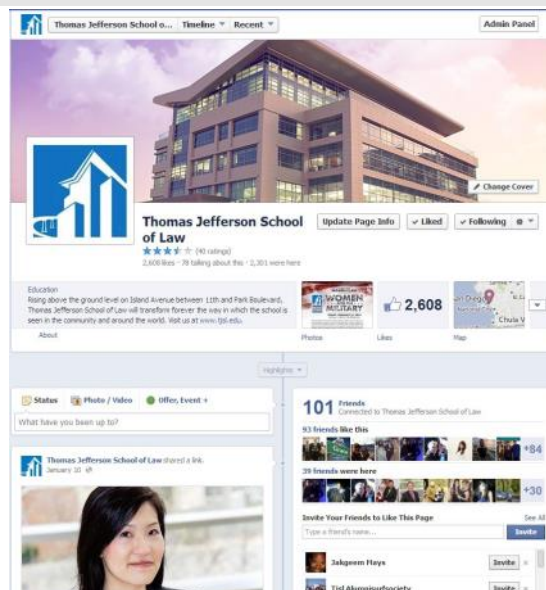 Thomas Jefferson School o... Timeline Recent Admin Panel
Change Cover
Thomas Jefferson School
of Law
Update Page Info Liked Following
(40 ratings)
2,608 likes · 78 talking about this · 2,301 were here
Education
Rising above the ground level on Island Avenue between 11th and Park Boulevard,
Thomas Jefferson School of Law will transform forever the way in which the school is
seen in the community and around the world. Visit us at www.tjsl.edu.
About
WOMEN
MILITARY
2,608
San Diego
Chula V
Photos Likes Map
Highlights
Status Photo / Video Offer, Event +
What have you been up to?
Thomas Jefferson School of Law shared a link.
January 10
101 Friends
Connected to Thomas Jefferson School of Law
93 friends like this
+84
39 friends were here
+30
Invite Your Friends to Like This Page See All
Type a friend's name... Invite
Jakgeem Mays Invite
Tjsl Alumniisurfsociety Invite